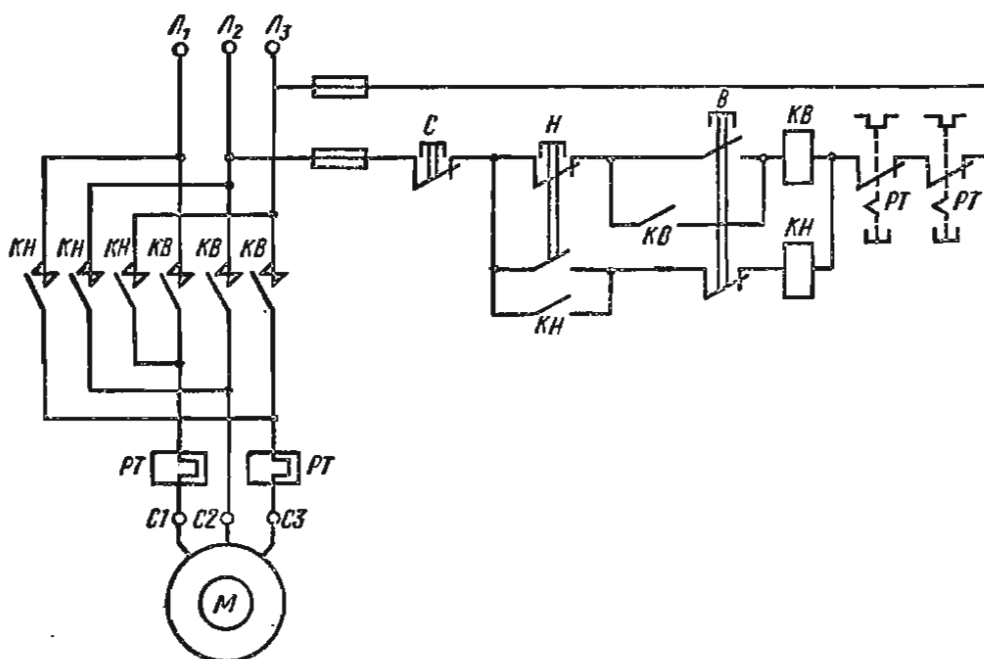 Л₁ Л₂ Л₃
С Н В КВ
РТ РТ
КВ
КН
КН КН КН КВ КВ КВ
КН
РТ РТ
С1 С2 С3
М